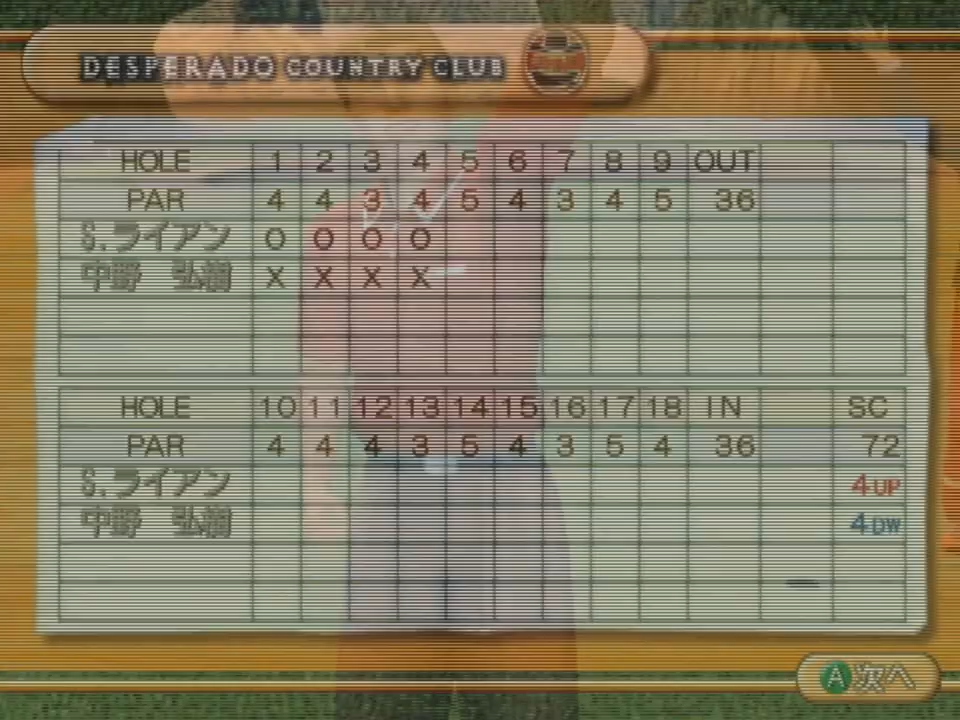 DESPERADO COUNTRY CLUB
HOLE 1 2 3 4 5 6 7 8 9 OUT
PAR 4 4 3 4 5 4 3 4 5 36
S.ライアン O O O O
中野 弘樹 X X X X
HOLE 10 11 12 13 14 15 16 17 18 IN SC
PAR 4 4 4 3 5 4 3 5 4 36 72
S.ライアン 4UP
中野 弘樹 4DW
A次へ